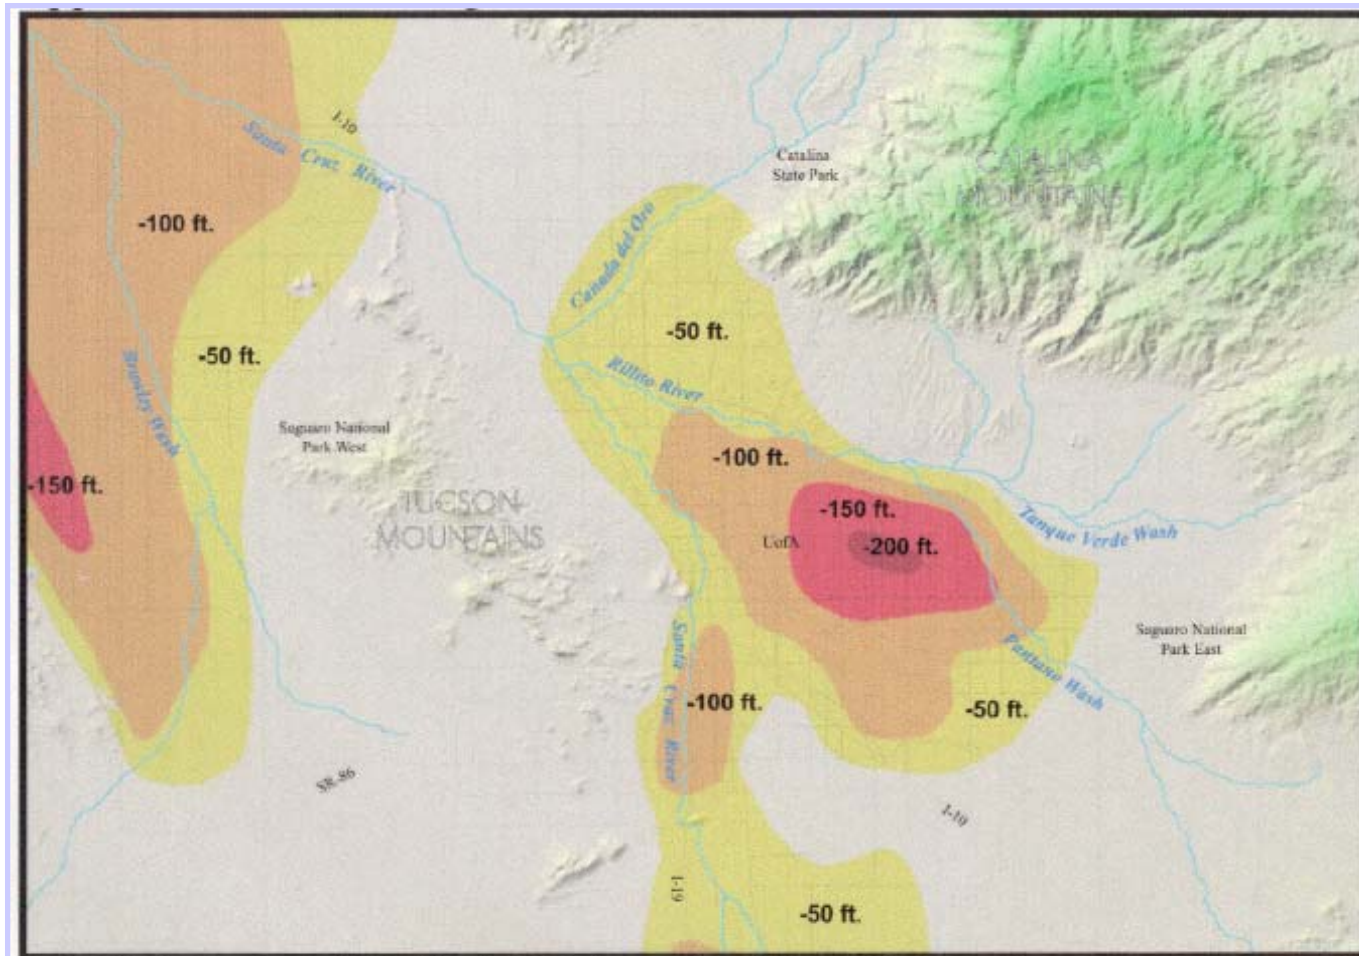 I-10
Santa Cruz River
Catalina
State Park
CATALINA
MOUNTAINS
-100 ft.
Canada del Oro
-50 ft.
-50 ft.
Brawley Wash
Rillito River
Saguaro National
Park West
-100 ft.
-150 ft.
TUCSON
MOUNTAINS
-150 ft.
UofA
-200 ft.
Tanque Verde Wash
Saguaro National
Park East
Santa Cruz River
Pantano Wash
-100 ft.
-50 ft.
SR-86
I-10
I-19
-50 ft.